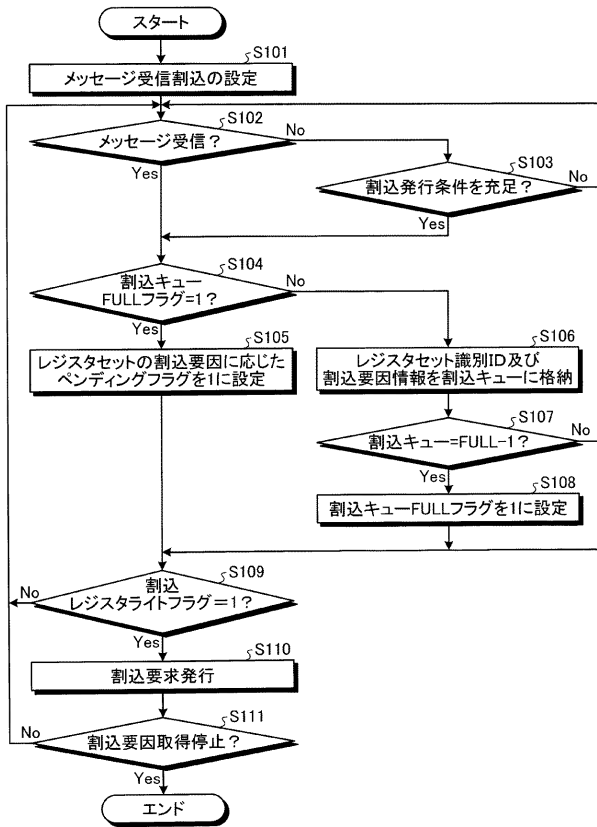 スタート
S101
メッセージ受信割込の設定
S102
メッセージ受信?
No
Yes
S103
割込発行条件を充足?
No
Yes
S104
割込キュー
FULLフラグ=1?
No
Yes
S105
レジスタセットの割込要因に応じた
ペンディングフラグを1に設定
S106
レジスタセット識別ID及び
割込要因情報を割込キューに格納
S107
割込キュー=FULL-1?
No
Yes
S108
割込キューFULLフラグを1に設定
S109
割込
レジスタライトフラグ=1?
No
Yes
S110
割込要求発行
S111
割込要因取得停止?
No
Yes
エンド